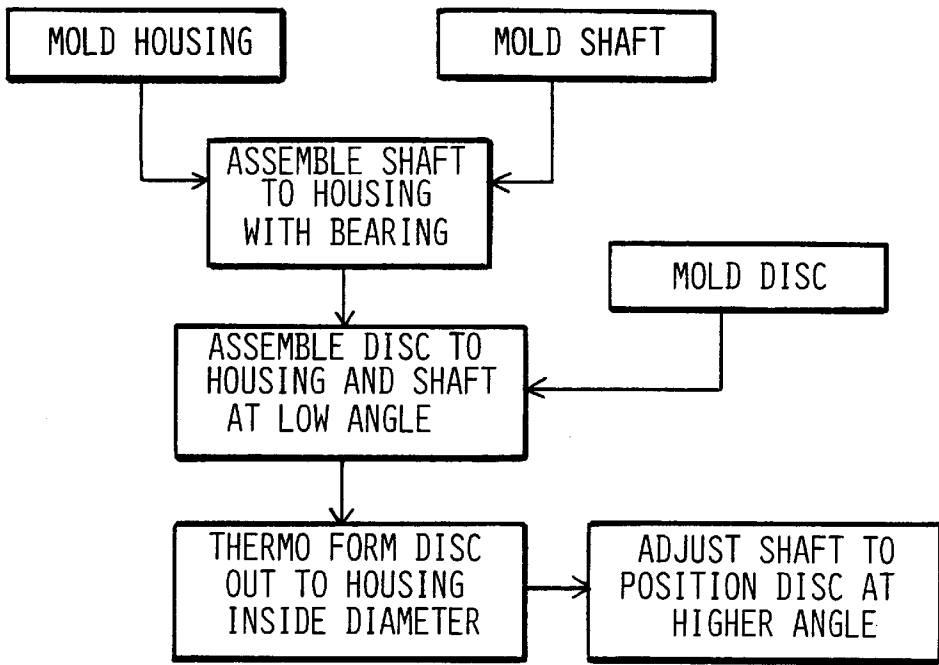 MOLD HOUSING
MOLD SHAFT
ASSEMBLE SHAFT
TO HOUSING
WITH BEARING
MOLD DISC
ASSEMBLE DISC TO
HOUSING AND SHAFT
AT LOW ANGLE
THERMO FORM DISC
OUT TO HOUSING
INSIDE DIAMETER
ADJUST SHAFT TO
POSITION DISC AT
HIGHER ANGLE